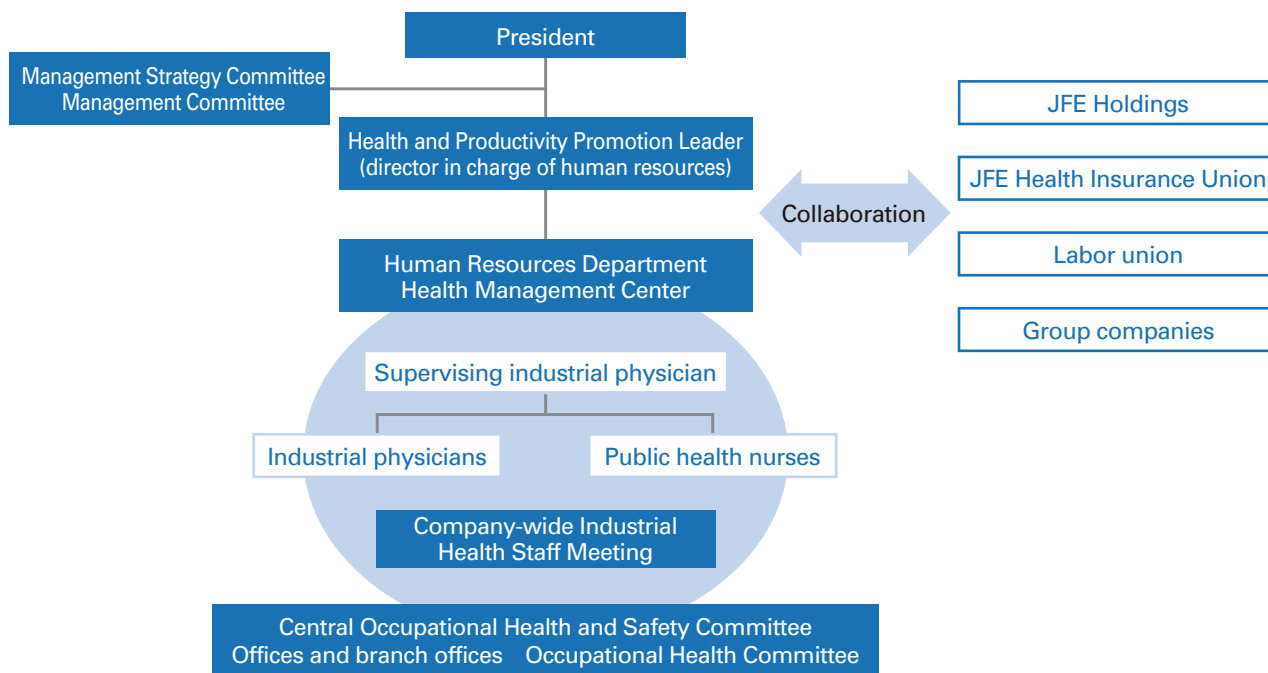 President
Management Strategy Committee
Management Committee
Health and Productivity Promotion Leader
(director in charge of human resources)
Human Resources Department
Health Management Center
Supervising industrial physician
Industrial physicians
Public health nurses
Company-wide Industrial
Health Staff Meeting
Central Occupational Health and Safety Committee
Offices and branch offices Occupational Health Committee
Collaboration
JFE Holdings
JFE Health Insurance Union
Labor union
Group companies